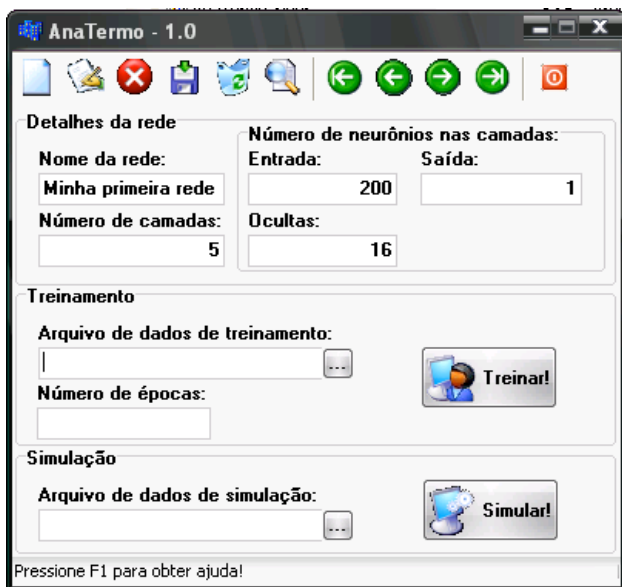 AnaTermo - 1.0
Detalhes da rede
Número de neurônios nas camadas:
Nome da rede:
Entrada:
Saída:
Minha primeira rede
200
1
Número de camadas:
Ocultas:
5
16
Treinamento
Arquivo de dados de treinamento:
...
Treinar!
Número de épocas:
Simulação
Arquivo de dados de simulação:
...
Simular!
Pressione F1 para obter ajuda!